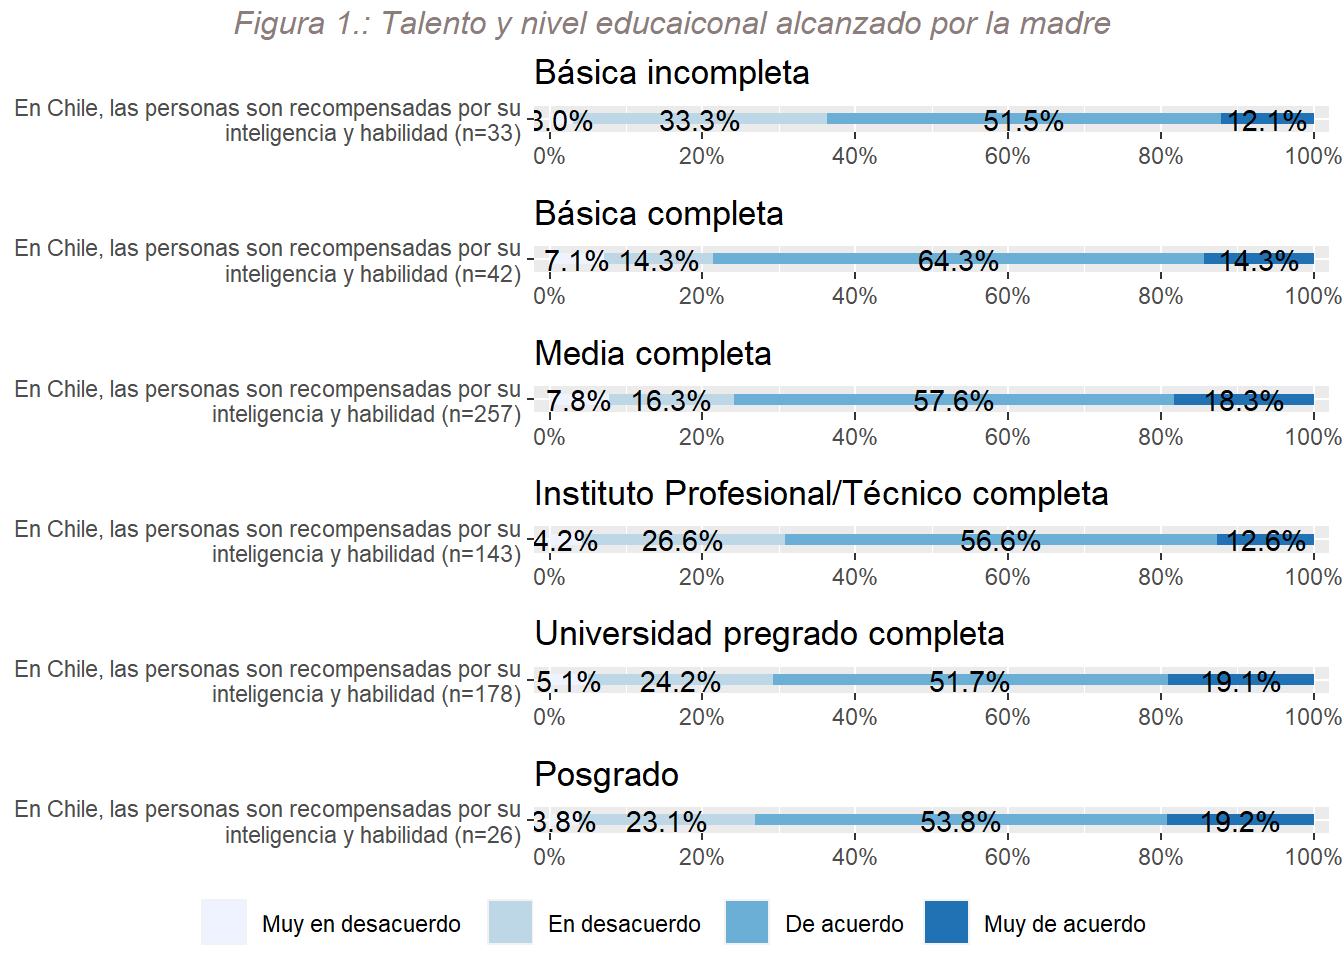 Figura 1.: Talento y nivel educaiconal alcanzado por la madre
Básica incompleta
En Chile, las personas son recompensadas por su
inteligencia y habilidad (n=33)
3.0% 33.3% 51.5% 12.1%
0% 20% 40% 60% 80% 100%
Básica completa
En Chile, las personas son recompensadas por su
inteligencia y habilidad (n=42)
7.1% 14.3% 64.3% 14.3%
0% 20% 40% 60% 80% 100%
Media completa
En Chile, las personas son recompensadas por su
inteligencia y habilidad (n=257)
7.8% 16.3% 57.6% 18.3%
0% 20% 40% 60% 80% 100%
Instituto Profesional/Técnico completa
En Chile, las personas son recompensadas por su
inteligencia y habilidad (n=143)
4.2% 26.6% 56.6% 12.6%
0% 20% 40% 60% 80% 100%
Universidad pregrado completa
En Chile, las personas son recompensadas por su
inteligencia y habilidad (n=178)
5.1% 24.2% 51.7% 19.1%
0% 20% 40% 60% 80% 100%
Posgrado
En Chile, las personas son recompensadas por su
inteligencia y habilidad (n=26)
3.8% 23.1% 53.8% 19.2%
0% 20% 40% 60% 80% 100%
Muy en desacuerdo En desacuerdo De acuerdo Muy de acuerdo